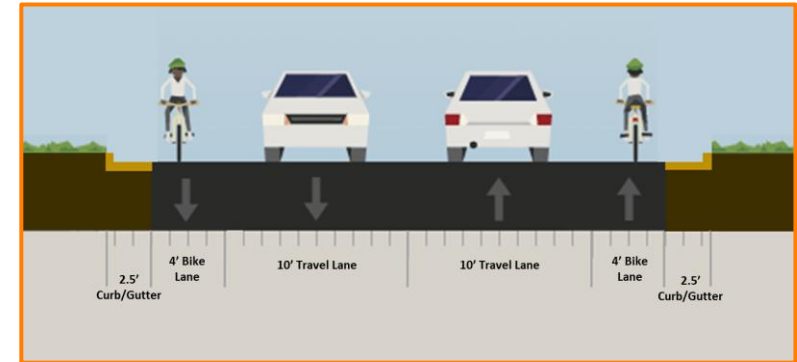 2.5'
Curb/Gutter
4' Bike
Lane
10' Travel Lane
10' Travel Lane
4' Bike
Lane
2.5'
Curb/Gutter